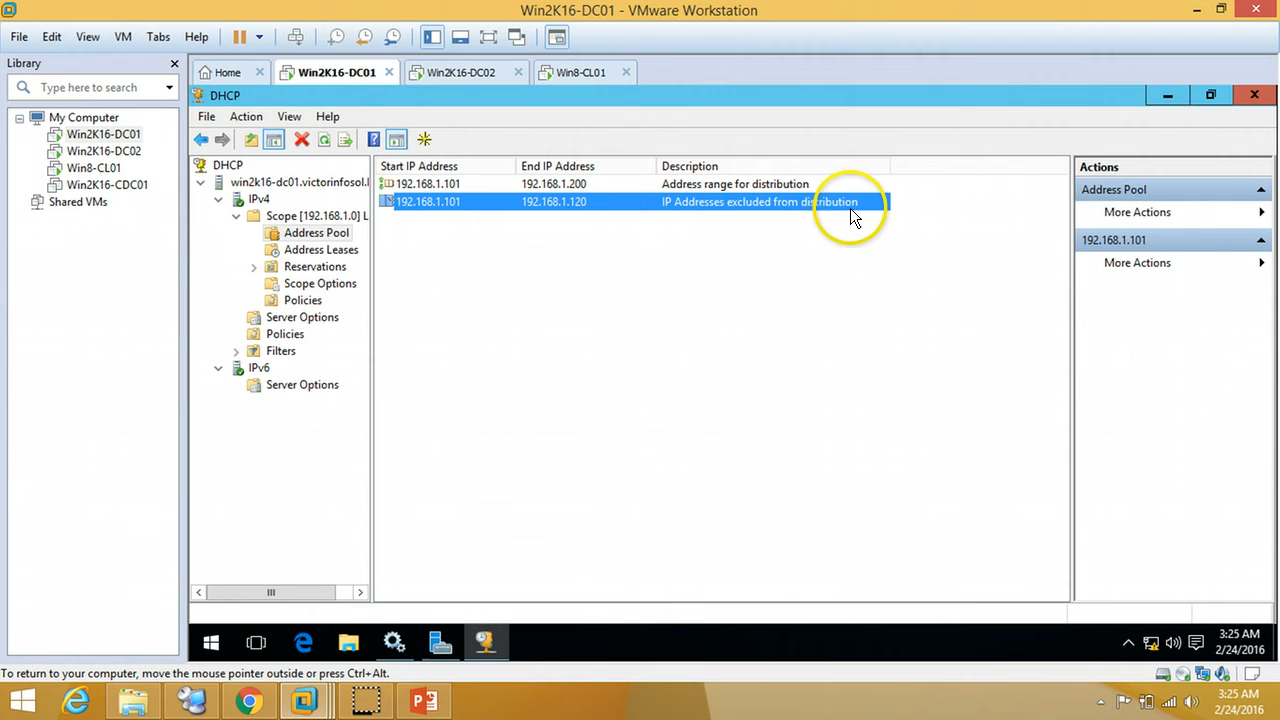 Win2K16-DC01 - VMware Workstation
File Edit View VM Tabs Help
Library
Type here to search
My Computer
Win2K16-DC01
Win2K16-DC02
Win8-CL01
Win2K16-CDC01
Shared VMs
Home Win2K16-DC01 Win2K16-DC02 Win8-CL01
DHCP
File Action View Help
DHCP
win2k16-dc01.victorinfosol.l
IPv4
Scope [192.168.1.0] L
Address Pool
Address Leases
Reservations
Scope Options
Policies
Server Options
Policies
Filters
IPv6
Server Options
Start IP Address End IP Address Description
192.168.1.101 192.168.1.200 Address range for distribution
192.168.1.101 192.168.1.120 IP Addresses excluded from distribution
Actions
Address Pool
More Actions
192.168.1.101
More Actions
3:25 AM
2/24/2016
To return to your computer, move the mouse pointer outside or press Ctrl+Alt.
3:25 AM
2/24/2016